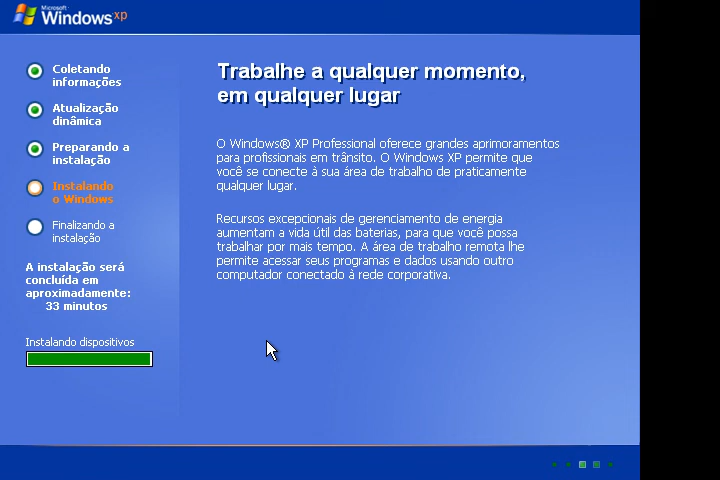 Microsoft
Windows xp
Coletando
informações
Atualização
dinâmica
Preparando a
instalação
Instalando
o Windows
Finalizando a
instalação
A instalação será
concluída em
aproximadamente:
33 minutos
Instalando dispositivos
Trabalhe a qualquer momento,
em qualquer lugar
O Windows® XP Professional oferece grandes aprimoramentos
para profissionais em trânsito. O Windows XP permite que
você se conecte à sua área de trabalho de praticamente
qualquer lugar.
Recursos excepcionais de gerenciamento de energia
aumentam a vida útil das baterias, para que você possa
trabalhar por mais tempo. A área de trabalho remota lhe
permite acessar seus programas e dados usando outro
computador conectado à rede corporativa.